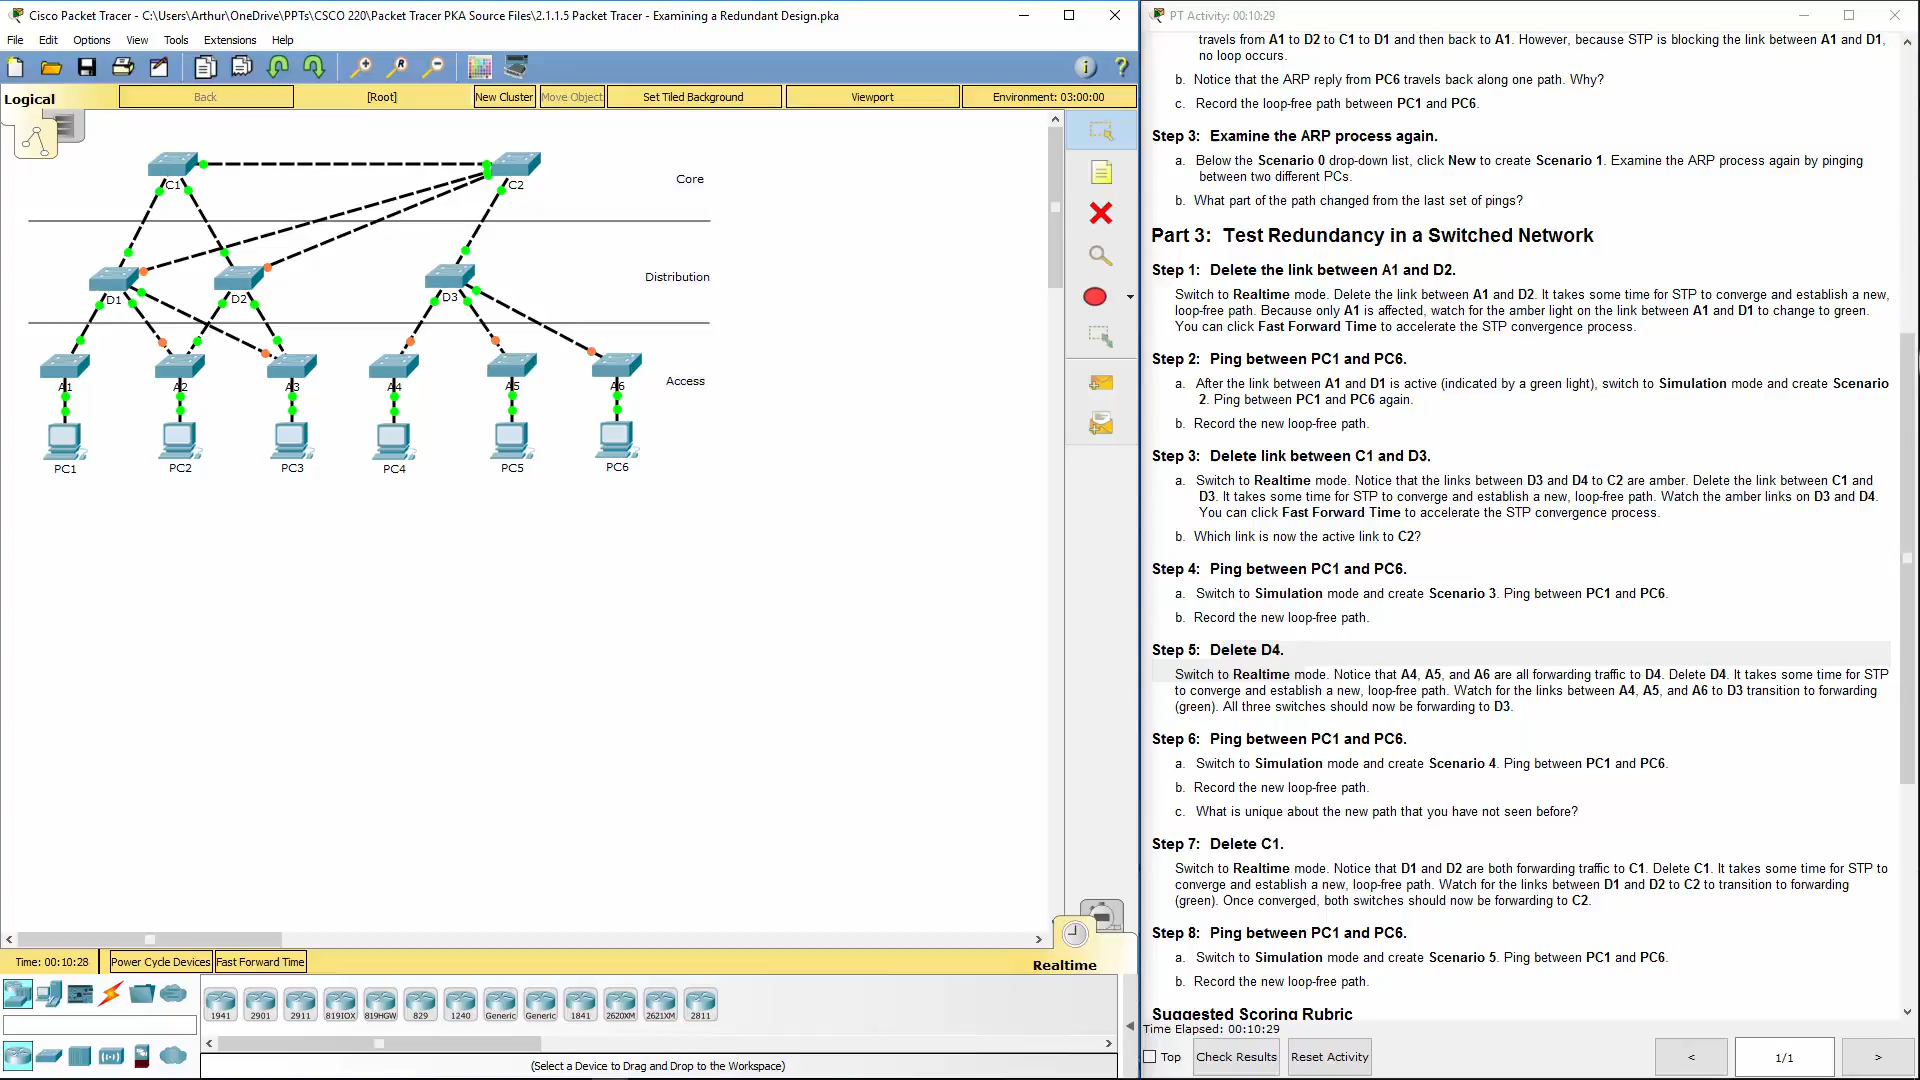 Cisco Packet Tracer - C:\Users\Arthur\OneDrive\PPTs\CSCO 220\Packet Tracer PKA Source Files\2.1.1.5 Packet Tracer - Examining a Redundant Design.pka
File Edit Options View Tools Extensions Help
Logical
Back
[Root]
New Cluster
Move Object
Set Tiled Background
Viewport
Environment: 03:00:00
C1
C2
Core
Distribution
D1
D2
D3
Access
A1
A2
A3
A4
A5
A6
PC1
PC2
PC3
PC4
PC5
PC6
Time: 00:10:28
Power Cycle Devices
Fast Forward Time
Realtime
1941
2901
2911
819IOX
819HGW
829
1240
Generic
Generic
1841
2620XM
2621XM
2811
(Select a Device to Drag and Drop to the Workspace)
PT Activity: 00:10:29
travels from A1 to D2 to C1 to D1 and then back to A1. However, because STP is blocking the link between A1 and D1,
no loop occurs.
b. Notice that the ARP reply from PC6 travels back along one path. Why?
c. Record the loop-free path between PC1 and PC6.
Step 3: Examine the ARP process again.
a. Below the Scenario 0 drop-down list, click New to create Scenario 1. Examine the ARP process again by pinging
between two different PCs.
b. What part of the path changed from the last set of pings?
Part 3: Test Redundancy in a Switched Network
Step 1: Delete the link between A1 and D2.
Switch to Realtime mode. Delete the link between A1 and D2. It takes some time for STP to converge and establish a new,
loop-free path. Because only A1 is affected, watch for the amber light on the link between A1 and D1 to change to green.
You can click Fast Forward Time to accelerate the STP convergence process.
Step 2: Ping between PC1 and PC6.
a. After the link between A1 and D1 is active (indicated by a green light), switch to Simulation mode and create Scenario
2. Ping between PC1 and PC6 again.
b. Record the new loop-free path.
Step 3: Delete link between C1 and D3.
a. Switch to Realtime mode. Notice that the links between D3 and D4 to C2 are amber. Delete the link between C1 and
D3. It takes some time for STP to converge and establish a new, loop-free path. Watch the amber links on D3 and D4.
You can click Fast Forward Time to accelerate the STP convergence process.
b. Which link is now the active link to C2?
Step 4: Ping between PC1 and PC6.
a. Switch to Simulation mode and create Scenario 3. Ping between PC1 and PC6.
b. Record the new loop-free path.
Step 5: Delete D4.
Switch to Realtime mode. Notice that A4, A5, and A6 are all forwarding traffic to D4. Delete D4. It takes some time for STP
to converge and establish a new, loop-free path. Watch for the links between A4, A5, and A6 to D3 transition to forwarding
(green). All three switches should now be forwarding to D3.
Step 6: Ping between PC1 and PC6.
a. Switch to Simulation mode and create Scenario 4. Ping between PC1 and PC6.
b. Record the new loop-free path.
c. What is unique about the new path that you have not seen before?
Step 7: Delete C1.
Switch to Realtime mode. Notice that D1 and D2 are both forwarding traffic to C1. Delete C1. It takes some time for STP to
converge and establish a new, loop-free path. Watch for the links between D1 and D2 to C2 to transition to forwarding
(green). Once converged, both switches should now be forwarding to C2.
Step 8: Ping between PC1 and PC6.
a. Switch to Simulation mode and create Scenario 5. Ping between PC1 and PC6.
b. Record the new loop-free path.
Suggested Scoring Rubric
Time Elapsed: 00:10:29
Top
Check Results
Reset Activity
<
1/1
>